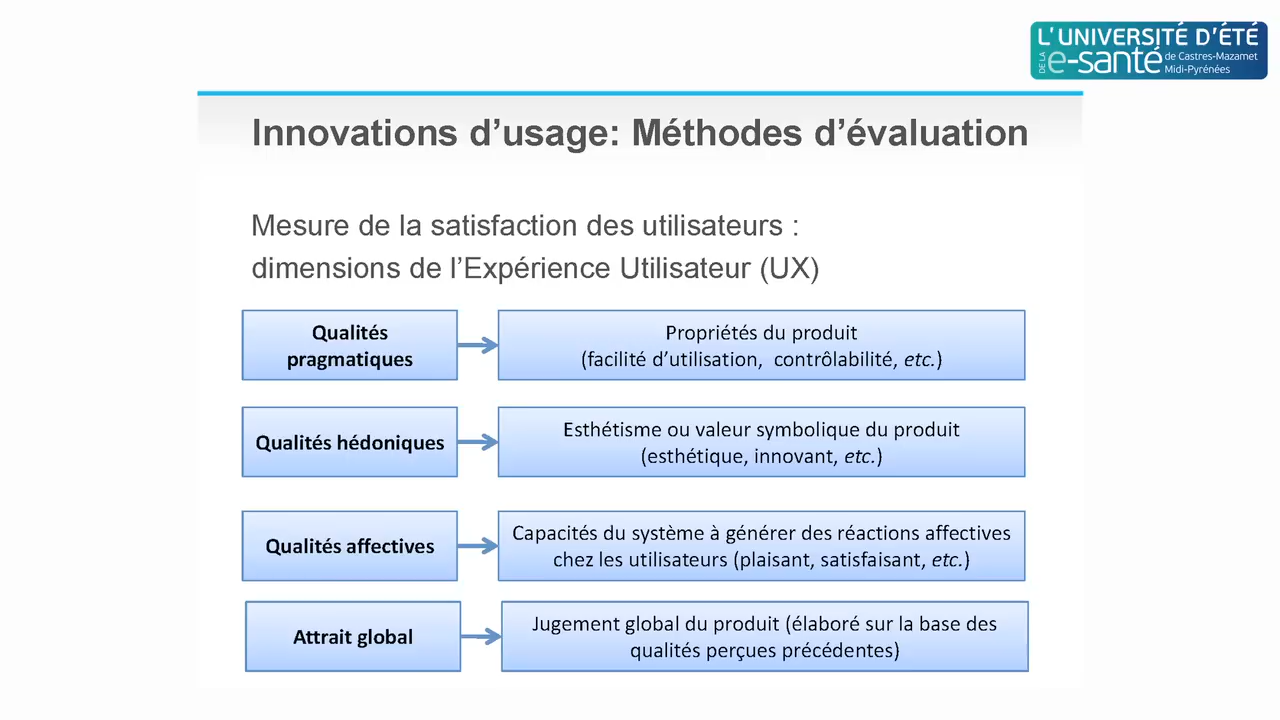 L'UNIVERSITÉ D'ÉTÉ
DE LA e-santé de Castres-Mazamet
Midi-Pyrénées
Innovations d’usage: Méthodes d’évaluation
Mesure de la satisfaction des utilisateurs :
dimensions de l’Expérience Utilisateur (UX)
Qualités
pragmatiques
Propriétés du produit
(facilité d’utilisation, contrôlabilité, etc.)
Qualités hédoniques
Esthétisme ou valeur symbolique du produit
(esthétique, innovant, etc.)
Qualités affectives
Capacités du système à générer des réactions affectives
chez les utilisateurs (plaisant, satisfaisant, etc.)
Attrait global
Jugement global du produit (élaboré sur la base des
qualités perçues précédentes)